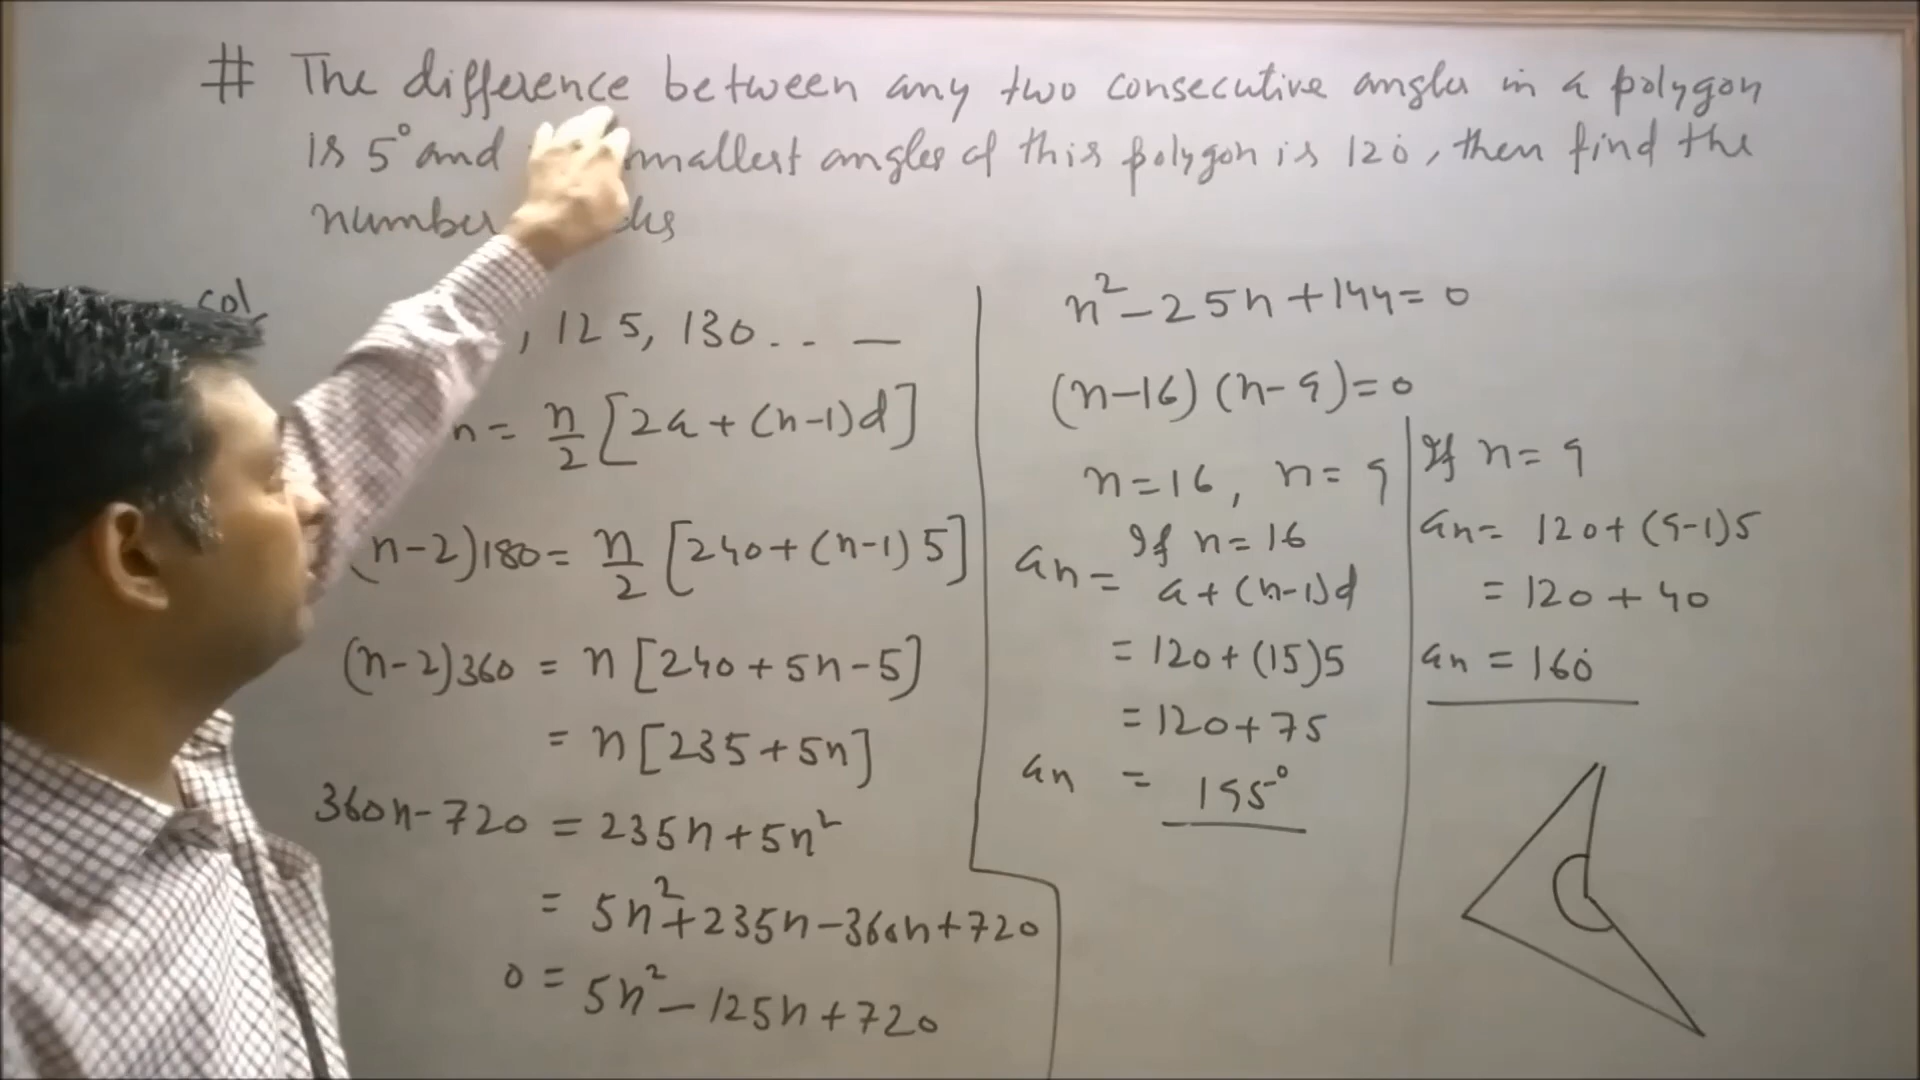 # The difference between any two consecutive angles in a polygon
is 5° and smallest angles of this polygon is 120°, then find the
number
sol
, 125, 130 . . —
n = n/2 [2a + (n-1)d]
(n-2)180 = n/2 [240 + (n-1)5]
(n-2)360 = n[240 + 5n - 5]
= n[235 + 5n]
360n - 720 = 235n + 5n²
= 5n² + 235n - 360n + 720
0 = 5n² - 125n + 720
n² - 25n + 144 = 0
(n-16)(n-9) = 0
n = 16, n = 9
If n = 16
an = a + (n-1)d
= 120 + (15)5
= 120 + 75
an = 195°
If n = 9
an = 120 + (9-1)5
= 120 + 40
an = 160°